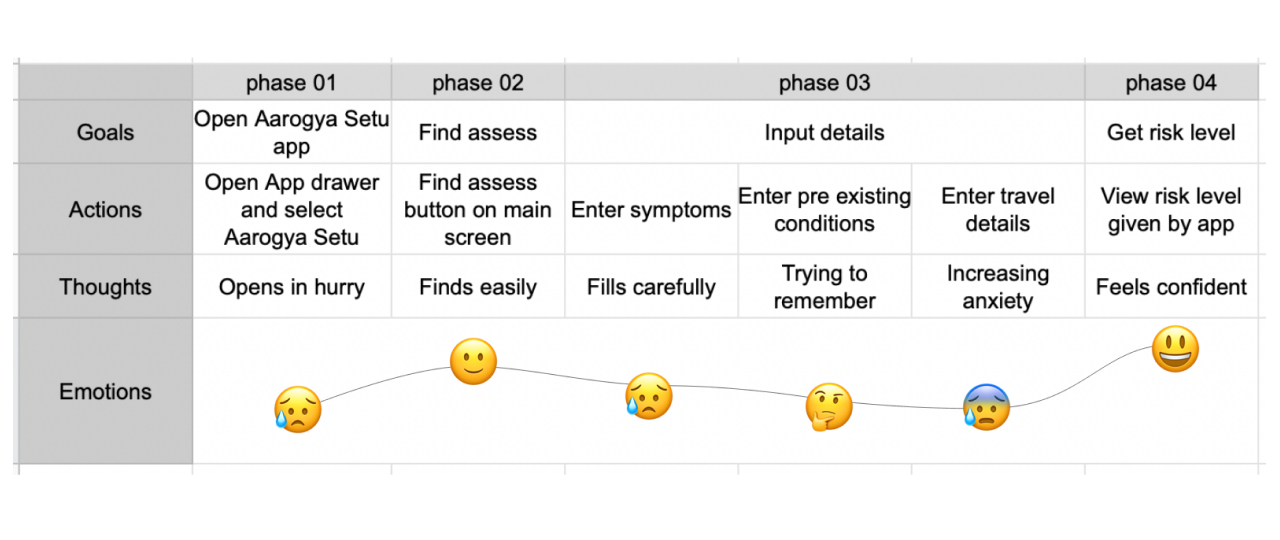 phase 01
phase 02
phase 03
phase 04
Goals
Open Aarogya Setu
app
Find assess
Input details
Get risk level
Actions
Open App drawer
and select
Aarogya Setu
Find assess
button on main
screen
Enter symptoms
Enter pre existing
conditions
Enter travel
details
View risk level
given by app
Thoughts
Opens in hurry
Finds easily
Fills carefully
Trying to
remember
Increasing
anxiety
Feels confident
Emotions